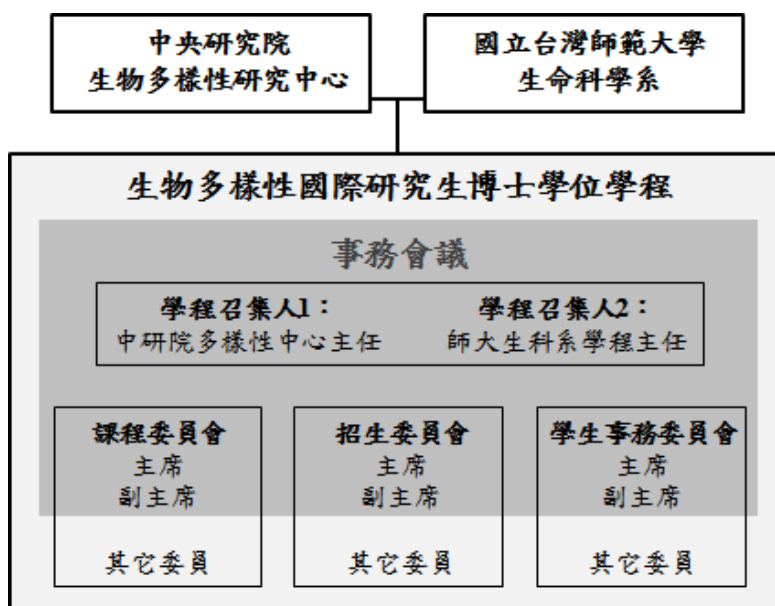 中央研究院
生物多樣性研究中心
國立台灣師範大學
生命科學系
生物多樣性國際研究生博士學位學程
事務會議
學程召集人1：
中研院多樣性中心主任
學程召集人2：
師大生科系學程主任
課程委員會
主席
副主席
其它委員
招生委員會
主席
副主席
其它委員
學生事務委員會
主席
副主席
其它委員